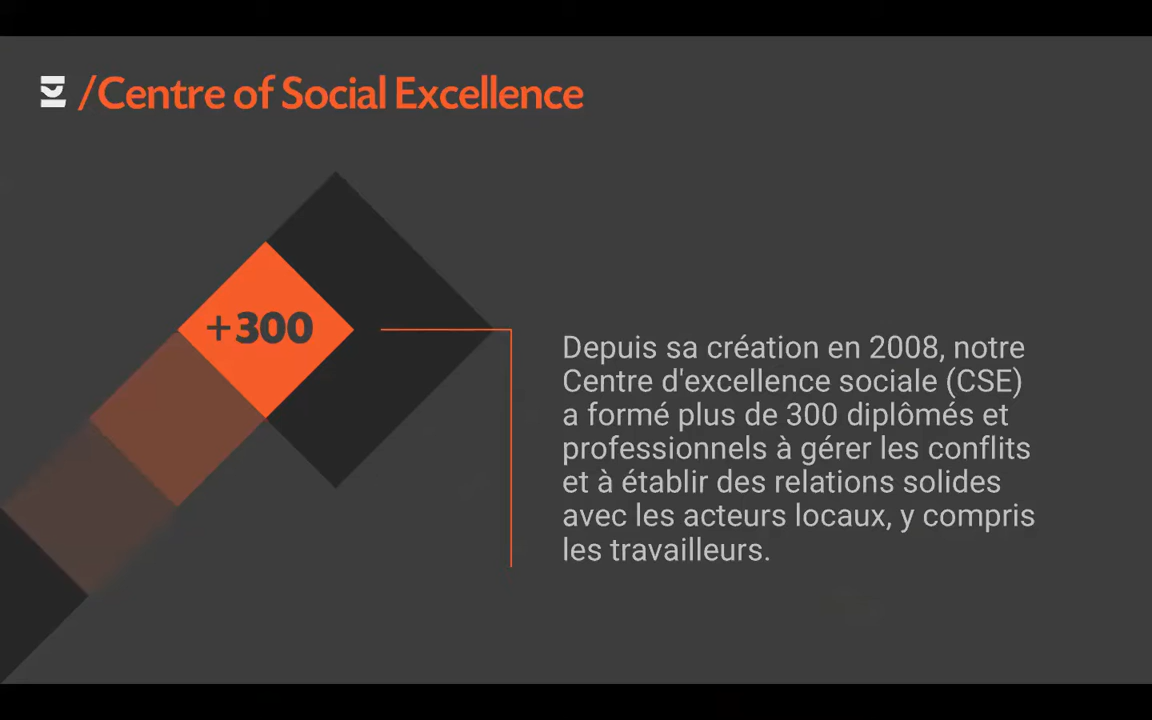 /Centre of Social Excellence
+300
Depuis sa création en 2008, notre
Centre d'excellence sociale (CSE)
a formé plus de 300 diplômés et
professionnels à gérer les conflits
et à établir des relations solides
avec les acteurs locaux, y compris
les travailleurs.